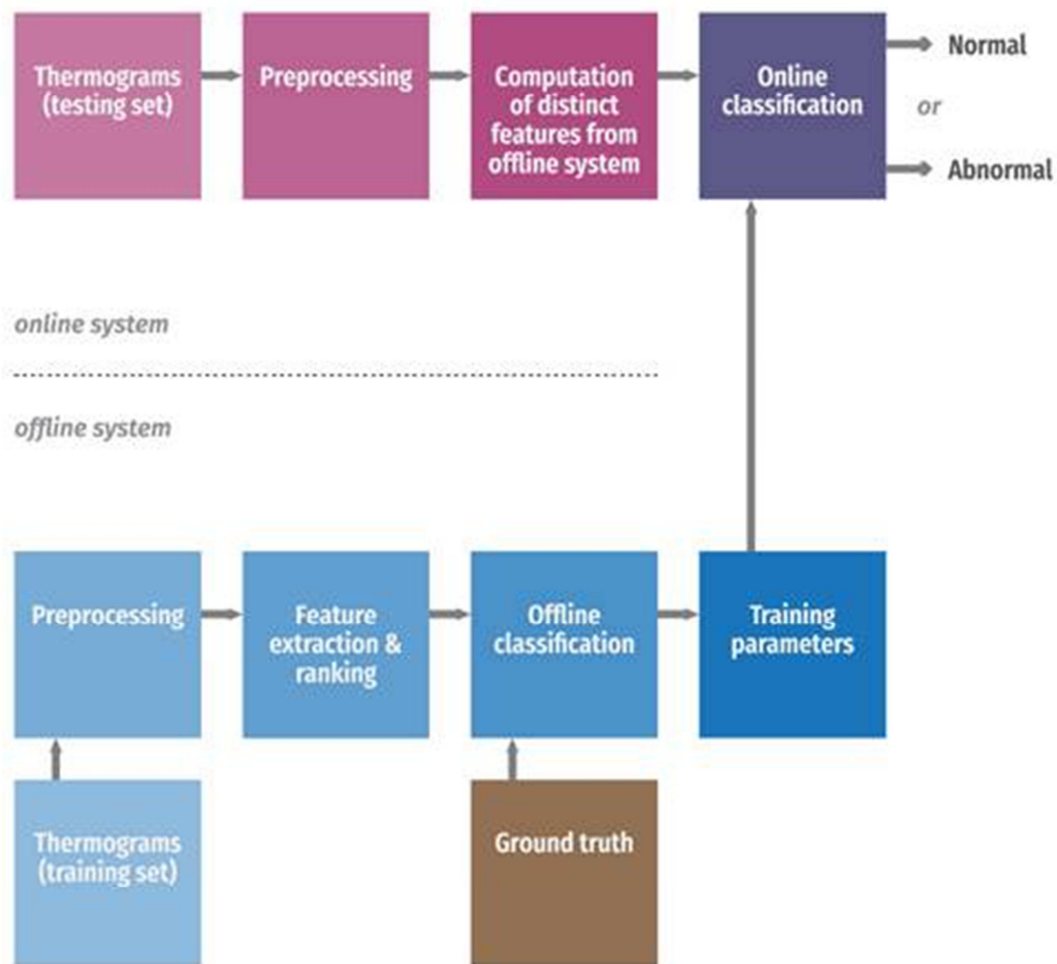 Thermograms
(testing set)
Preprocessing
Computation
of distinct
features from
offline system
Online
classification
Normal
or
Abnormal
online system
offline system
Preprocessing
Feature
extraction &
ranking
Offline
classification
Training
parameters
Thermograms
(training set)
Ground truth